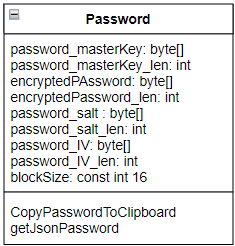 Password
password_masterKey: byte[]
password_masterKey_len: int
encryptedPAssword: byte[]
encryptedPassword_len: int
password_salt : byte[]
password_salt_len: int
password_IV: byte[]
password_IV_len: int
blockSize: const int 16
CopyPasswordToClipboard
getJsonPassword